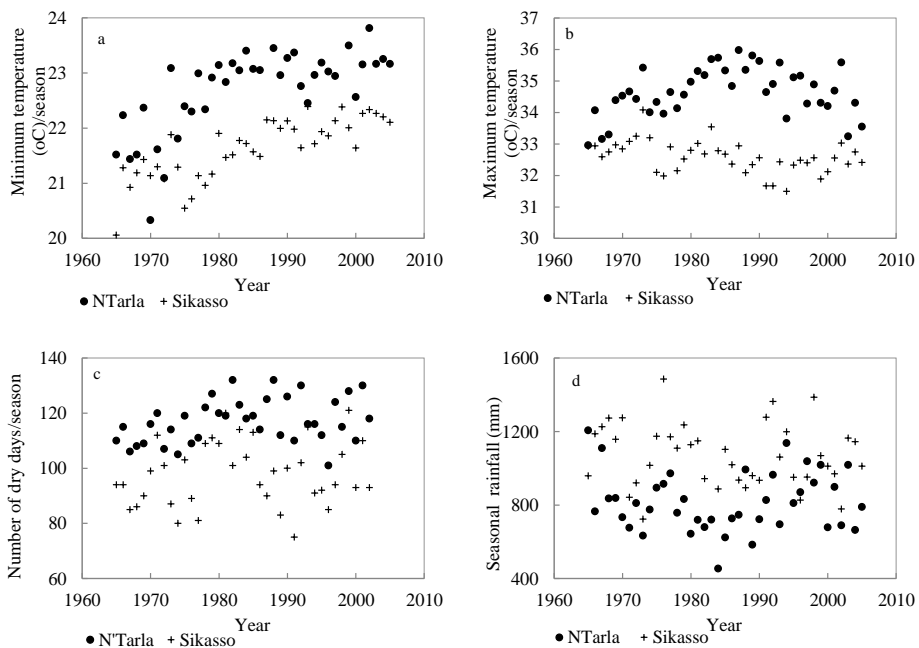 a
24
23
22
21
20
Minimum temperature
(oC)/season
1960 1970 1980 1990 2000 2010
Year
NTarla Sikasso
b
37
36
35
34
33
32
31
30
Maximum temperature
(oC)/season
1960 1970 1980 1990 2000 2010
Year
NTarla Sikasso
c
140
120
100
80
60
Number of dry days/season
1960 1970 1980 1990 2000 2010
Year
N'Tarla Sikasso
d
1600
1200
800
400
Seasonal rainfall (mm)
1960 1970 1980 1990 2000 2010
Year
NTarla Sikasso